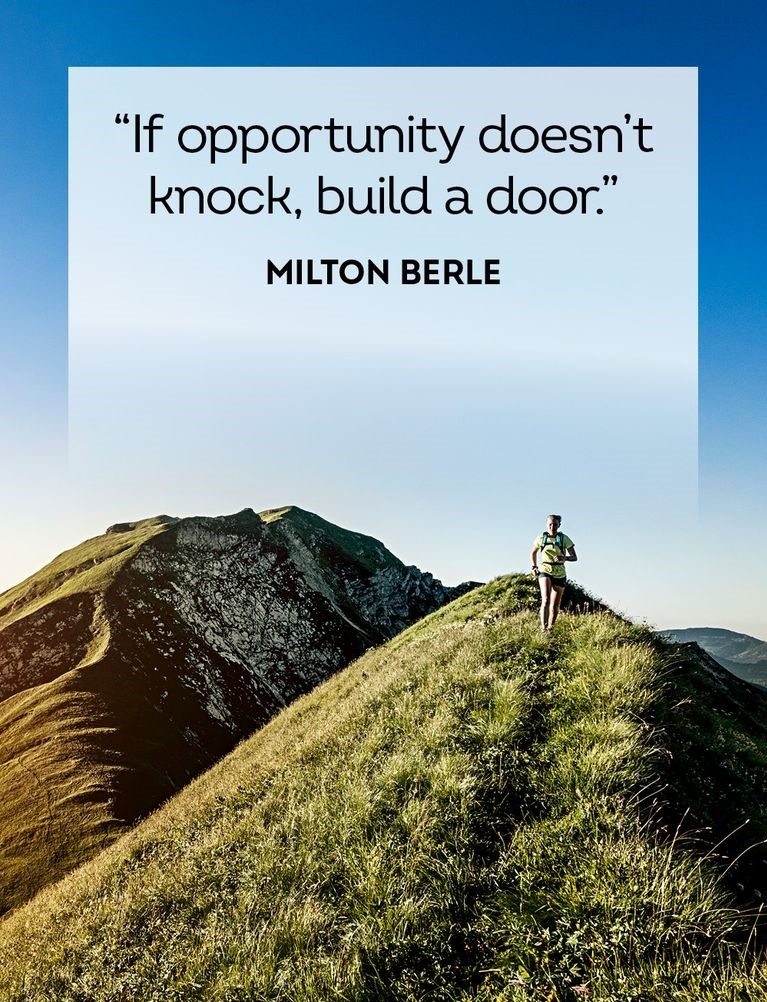 “If opportunity doesn’t
knock, build a door.”
MILTON BERLE